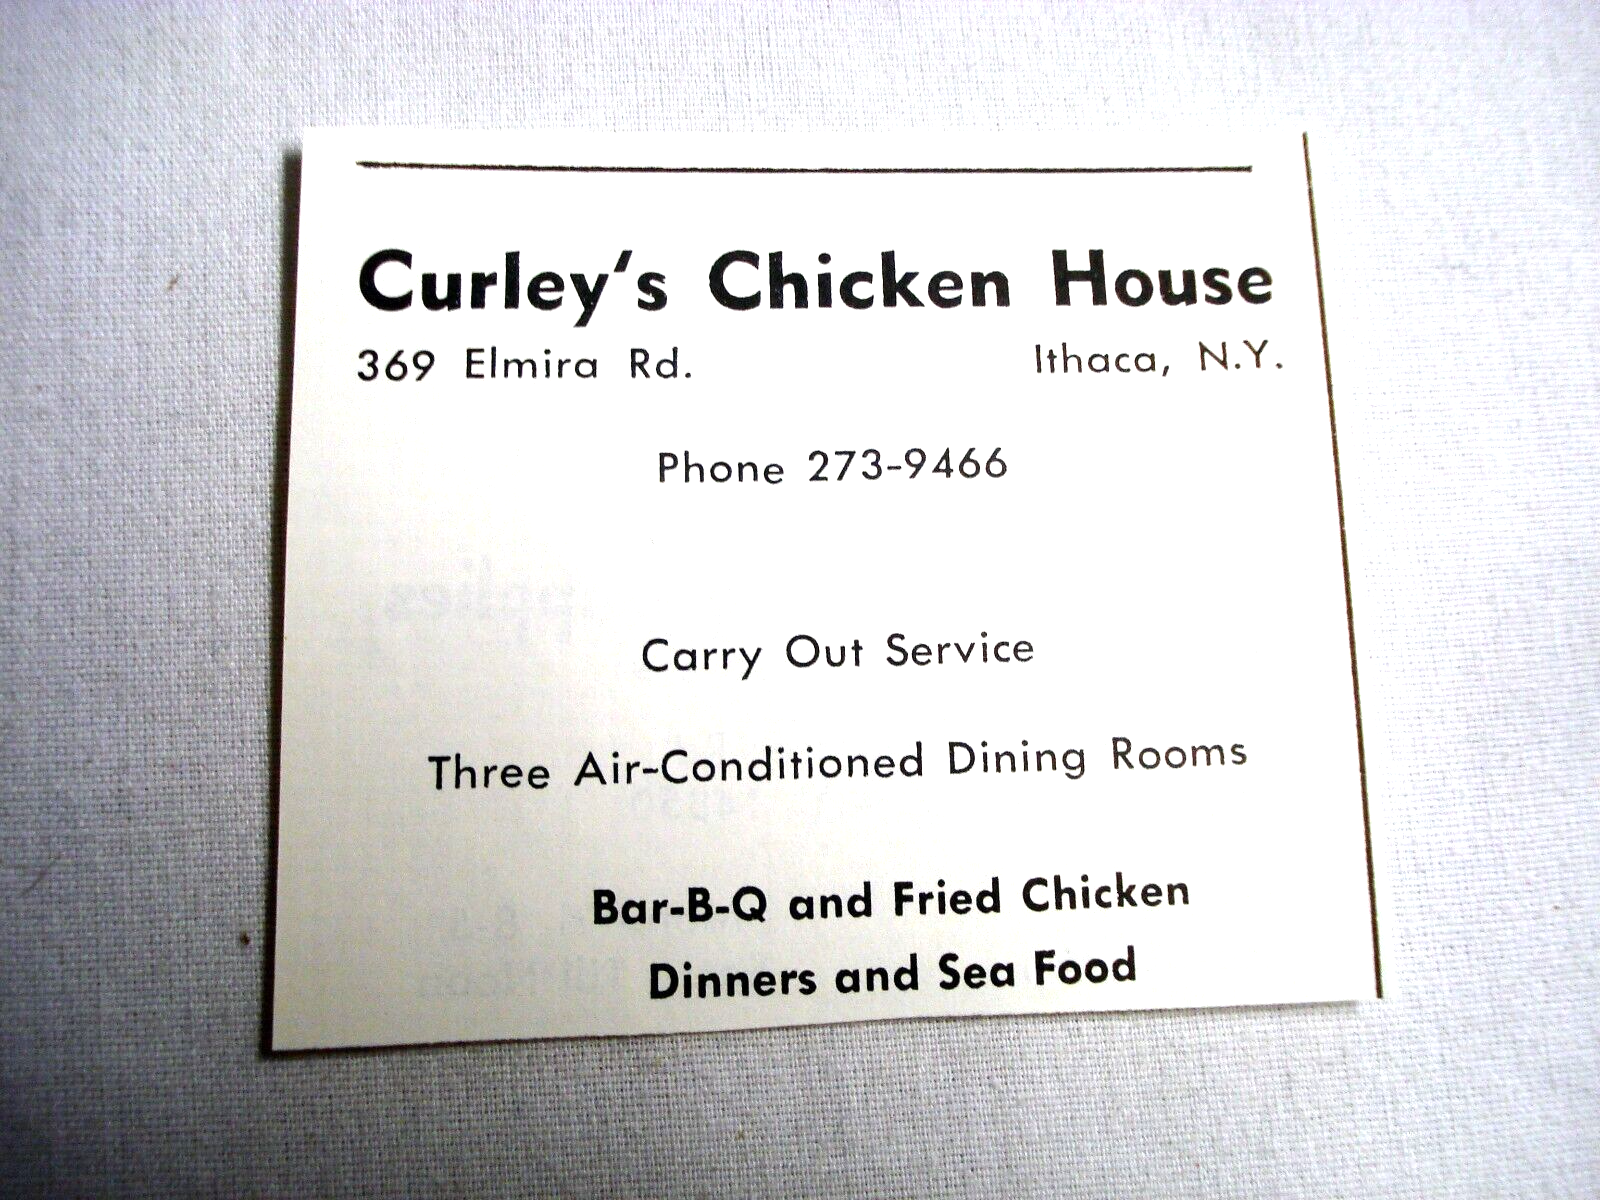 Curley's Chicken House
369 Elmira Rd. Ithaca, N.Y.
Phone 273-9466
Carry Out Service
Three Air-Conditioned Dining Rooms
Bar-B-Q and Fried Chicken
Dinners and Sea Food